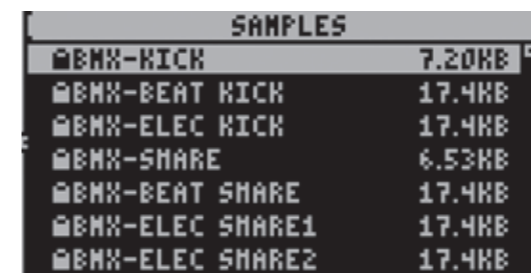 SAMPLES
BMX-KICK 7.20KB
BMX-BEAT KICK 17.4KB
BMX-ELEC KICK 17.4KB
BMX-SNARE 6.53KB
BMX-BEAT SNARE 17.4KB
BMX-ELEC SNARE1 17.4KB
BMX-ELEC SNARE2 17.4KB